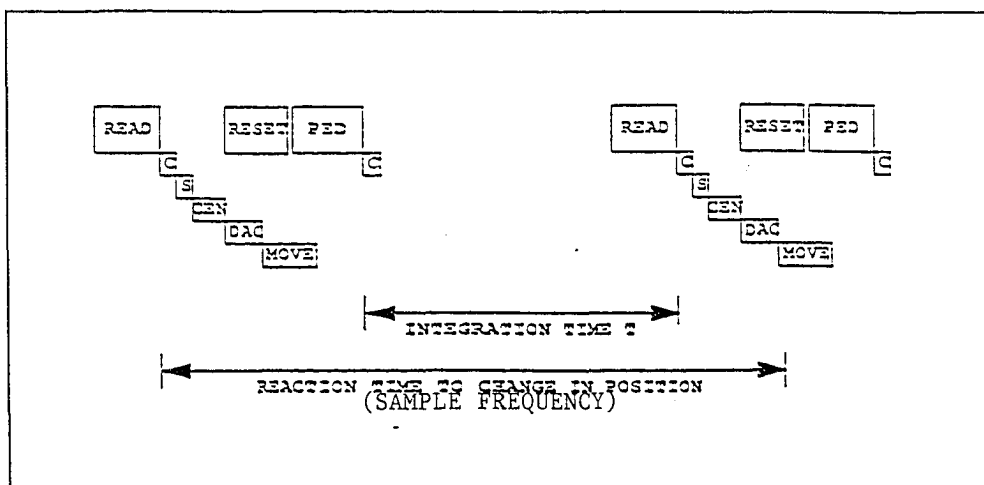 READ RESET PED READ RESET PED
C C C C
S S
CEN CEN
DAC DAC
MOVE MOVE
INTEGRATION TIME T
REACTION TIME TO CHANGE IN POSITION
(SAMPLE FREQUENCY)